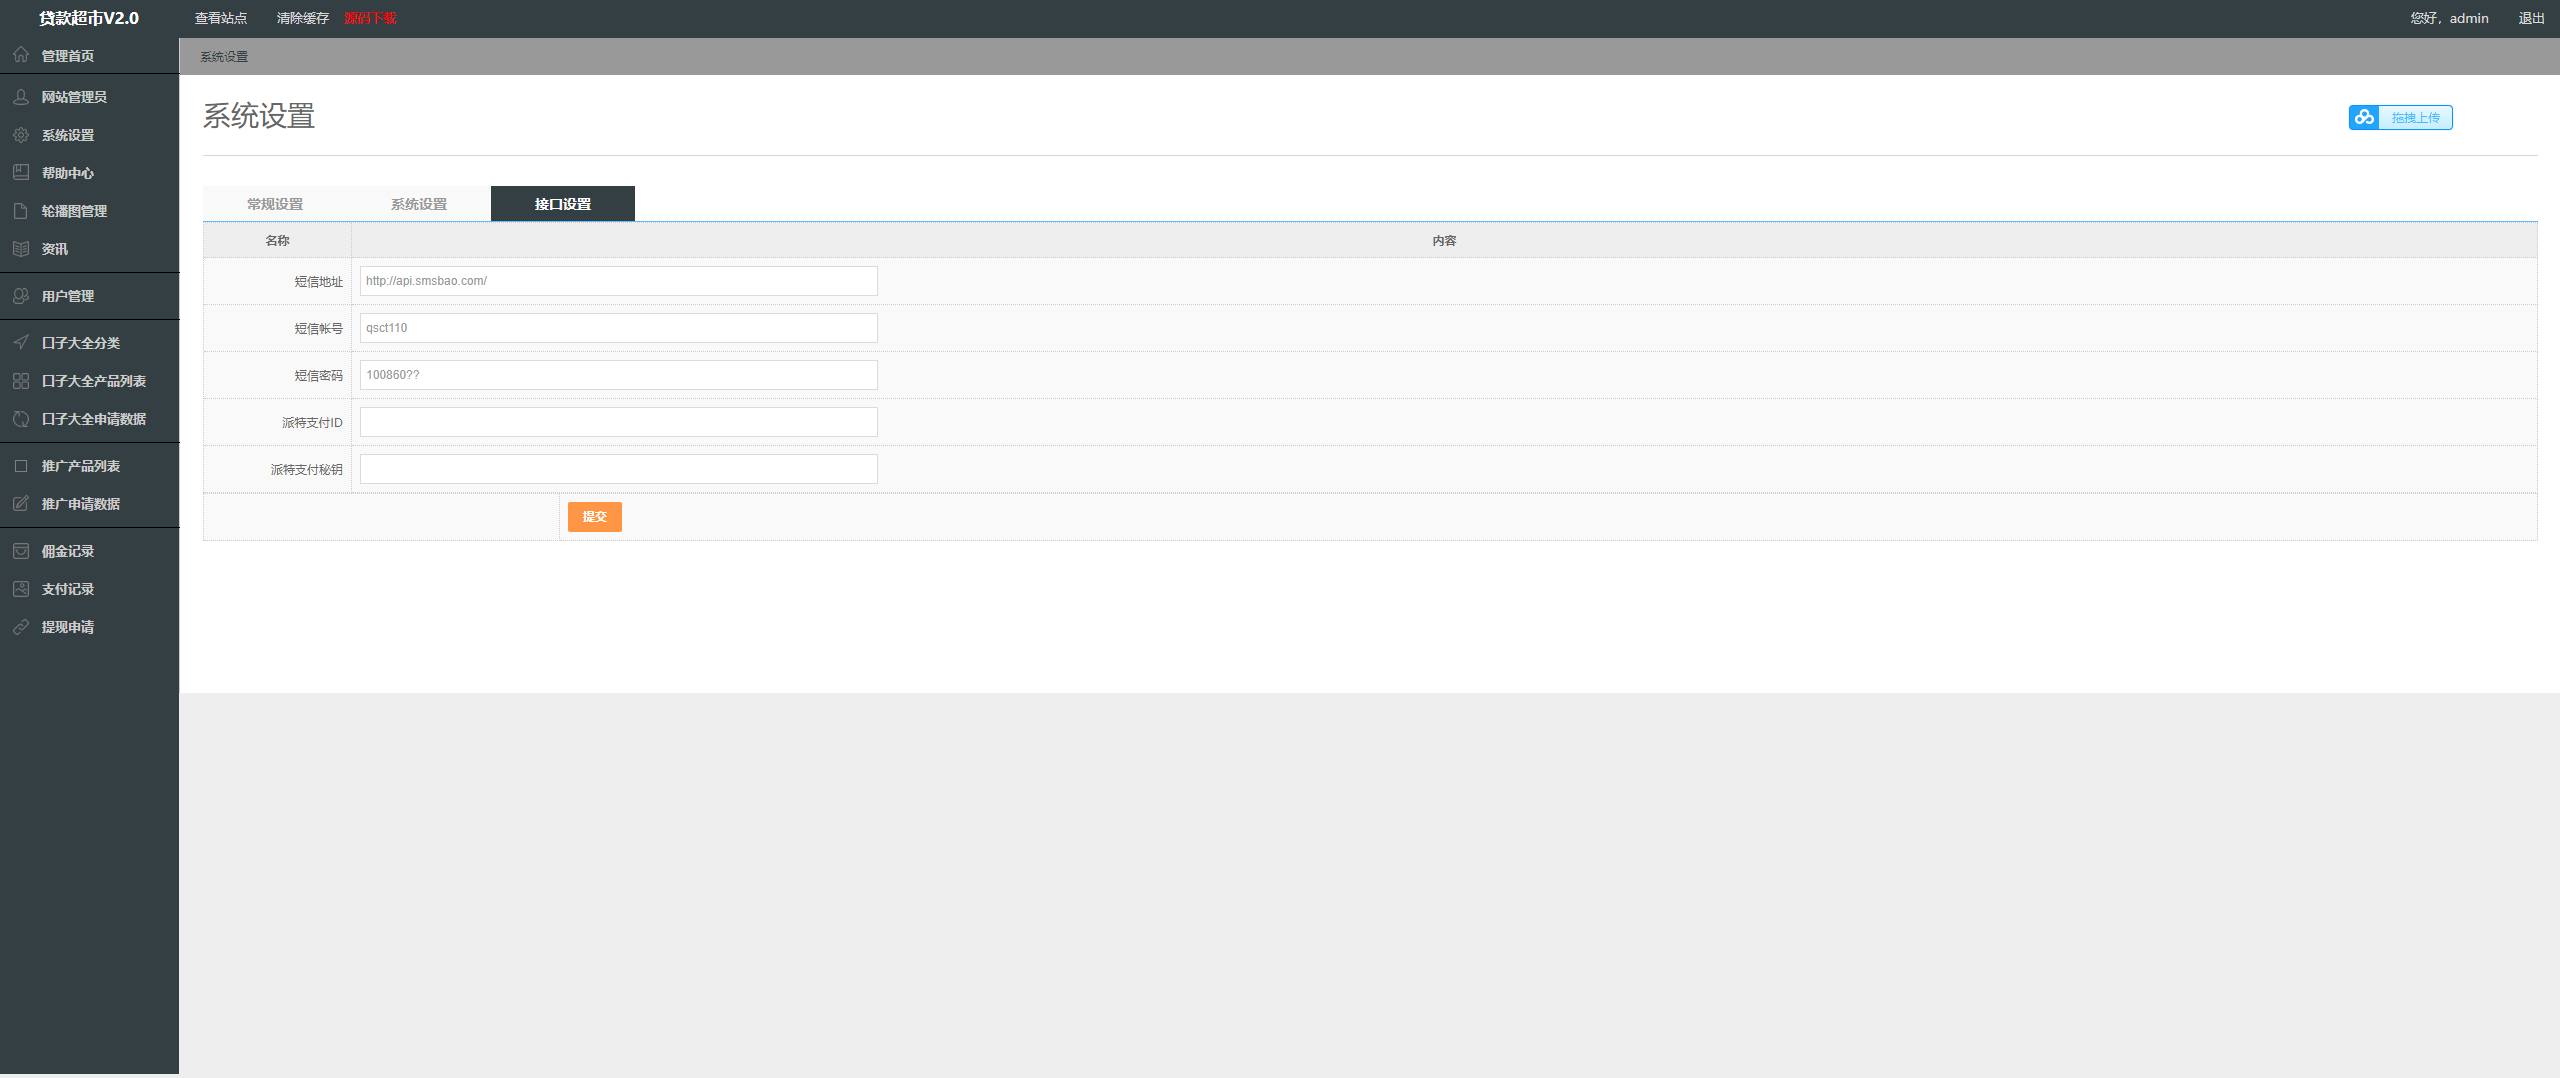 贷款超市V2.0
查看站点 清除缓存 源码下载
您好，admin 退出
管理首页
网站管理员
系统设置
帮助中心
轮播图管理
资讯
用户管理
口子大全分类
口子大全产品列表
口子大全申请数据
推广产品列表
推广申请数据
佣金记录
支付记录
提现申请
系统设置
系统设置
拖拽上传
常规设置 系统设置 接口设置
名称 内容
短信地址 http://api.smsbao.com/
短信帐号 qsct110
短信密码 100860??
派特支付ID
派特支付秘钥
提交